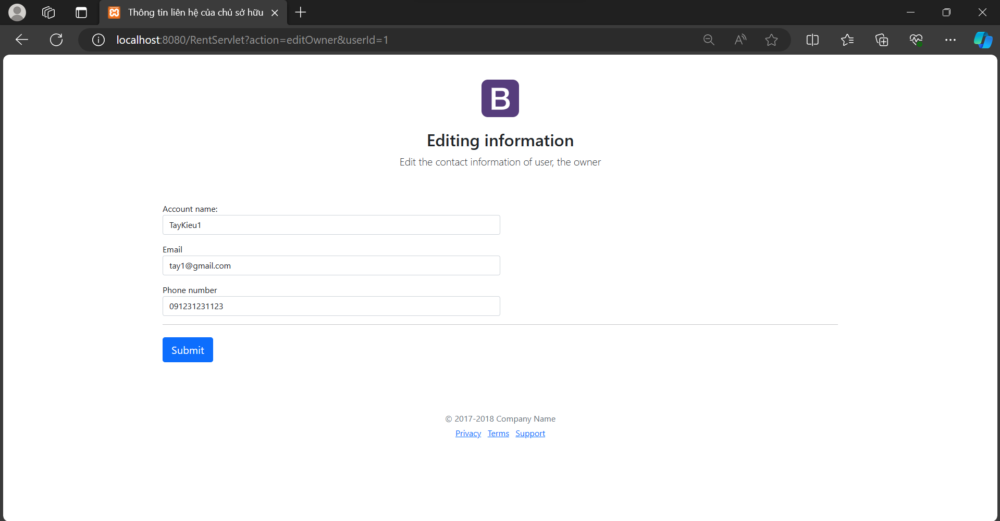 Thông tin liên hệ của chủ sở hữu
localhost:8080/RentServlet?action=editOwner&userId=1
B
Editing information
Edit the contact information of user, the owner
Account name:
TayKieu1
Email
tay1@gmail.com
Phone number
091231231123
Submit
© 2017-2018 Company Name
Privacy Terms Support